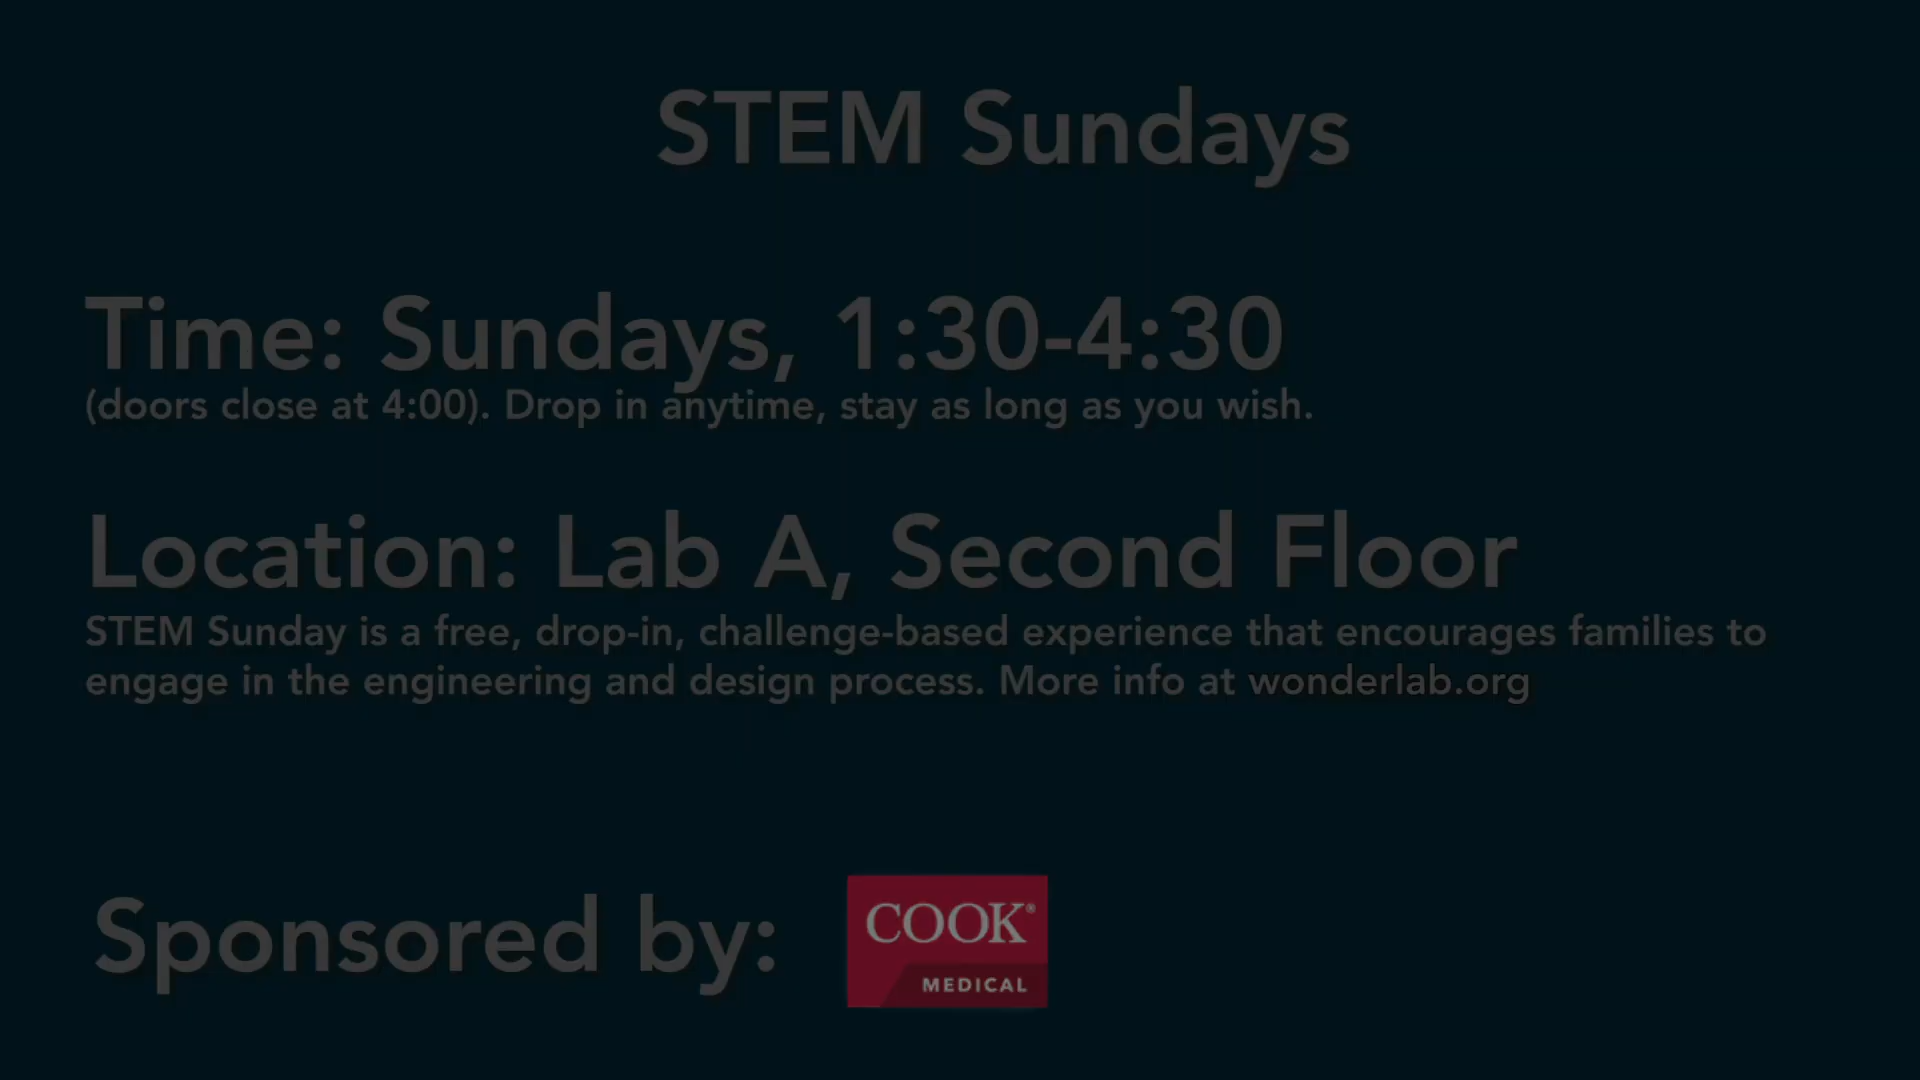 STEM Sundays
Time: Sundays, 1:30-4:30
(doors close at 4:00). Drop in anytime, stay as long as you wish.
Location: Lab A, Second Floor
STEM Sunday is a free, drop-in, challenge-based experience that encourages families to
engage in the engineering and design process. More info at wonderlab.org
Sponsored by:
COOK®
MEDICAL